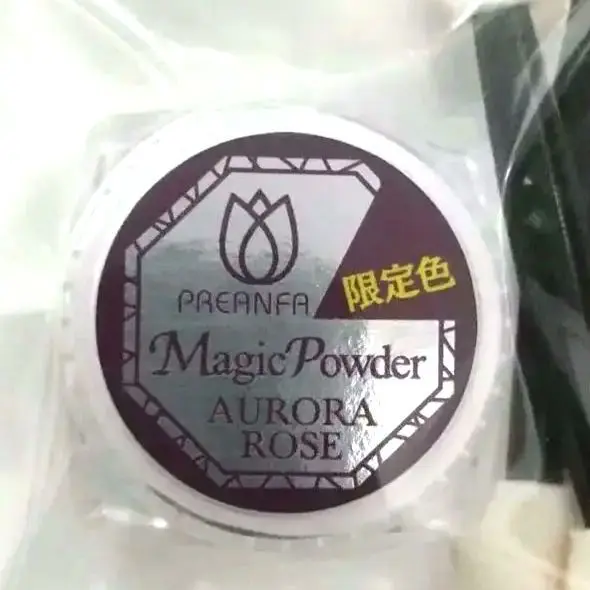 PREANFA
限定色
Magic Powder
AURORA
ROSE